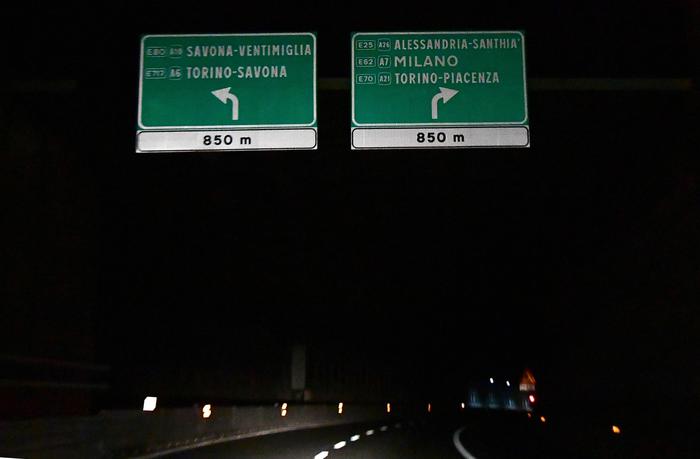 E80 A10 SAVONA-VENTIMIGLIA
E717 A6 TORINO-SAVONA
850 m
E25 A26 ALESSANDRIA-SANTHIA'
E62 A7 MILANO
E70 A21 TORINO-PIACENZA
850 m